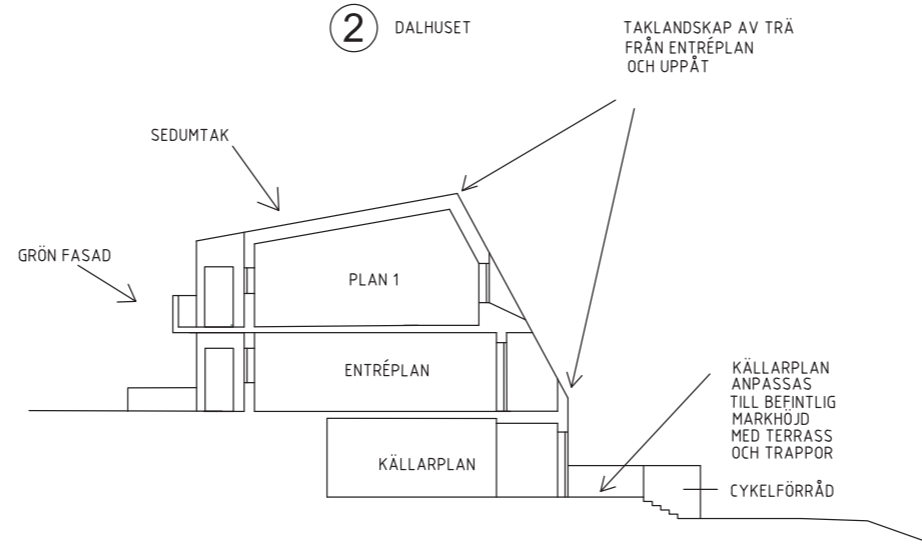 2 DALHUSET
TAKLANDSKAP AV TRÄ
FRÅN ENTRÉPLAN
OCH UPPÅT
SEDUMTAK
GRÖN FASAD
PLAN 1
ENTRÉPLAN
KÄLLARPLAN
KÄLLARPLAN
ANPASSAS
TILL BEFINTLIG
MARKHÖJD
MED TERRASS
OCH TRAPPOR
CYKELFÖRRÅD